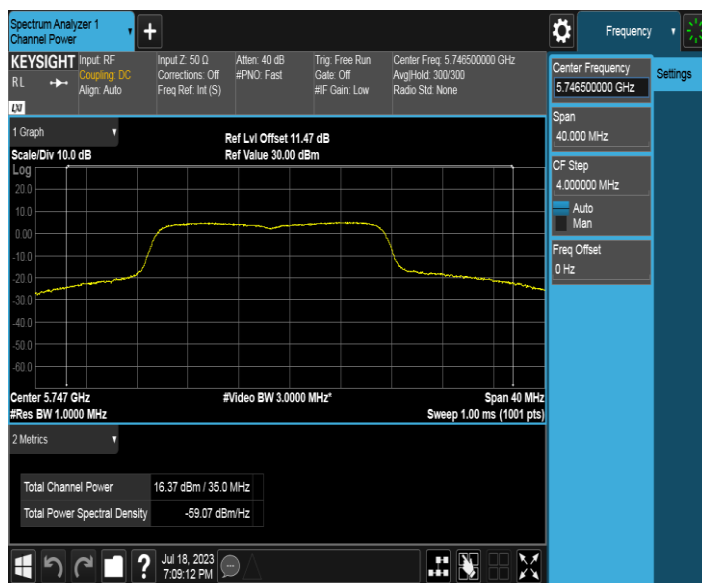 Spectrum Analyzer 1
Channel Power
+
Frequency
KEYSIGHT
RL
LXI
Input: RF
Coupling: DC
Align: Auto
Input Z: 50 Ω
Corrections: Off
Freq Ref: Int (S)
Atten: 40 dB
#PNO: Fast
Trig: Free Run
Gate: Off
#IF Gain: Low
Center Freq: 5.746500000 GHz
Avg|Hold: 300/300
Radio Std: None
Center Frequency
5.746500000 GHz
Settings
Span
40.000 MHz
CF Step
4.000000 MHz
Auto
Man
Freq Offset
0 Hz
1 Graph
Scale/Div 10.0 dB
Ref Lvl Offset 11.47 dB
Ref Value 30.00 dBm
Log
20.0
10.0
0.00
-10.0
-20.0
-30.0
-40.0
-50.0
-60.0
Center 5.747 GHz
#Video BW 3.0000 MHz*
Span 40 MHz
#Res BW 1.0000 MHz
Sweep 1.00 ms (1001 pts)
2 Metrics
Total Channel Power 16.37 dBm / 35.0 MHz
Total Power Spectral Density -59.07 dBm/Hz
?
Jul 18, 2023
7:09:12 PM